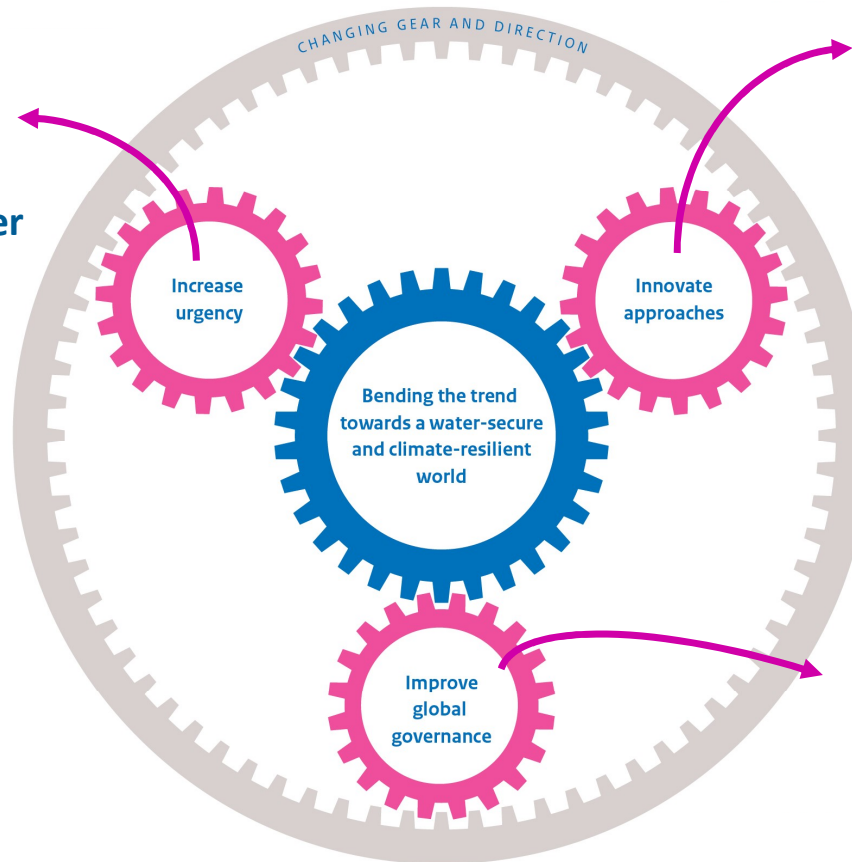 CHANGING GEAR AND DIRECTION
er
Increase
urgency
Innovate
approaches
Bending the trend
towards a water-secure
and climate-resilient
world
Improve
global
governance